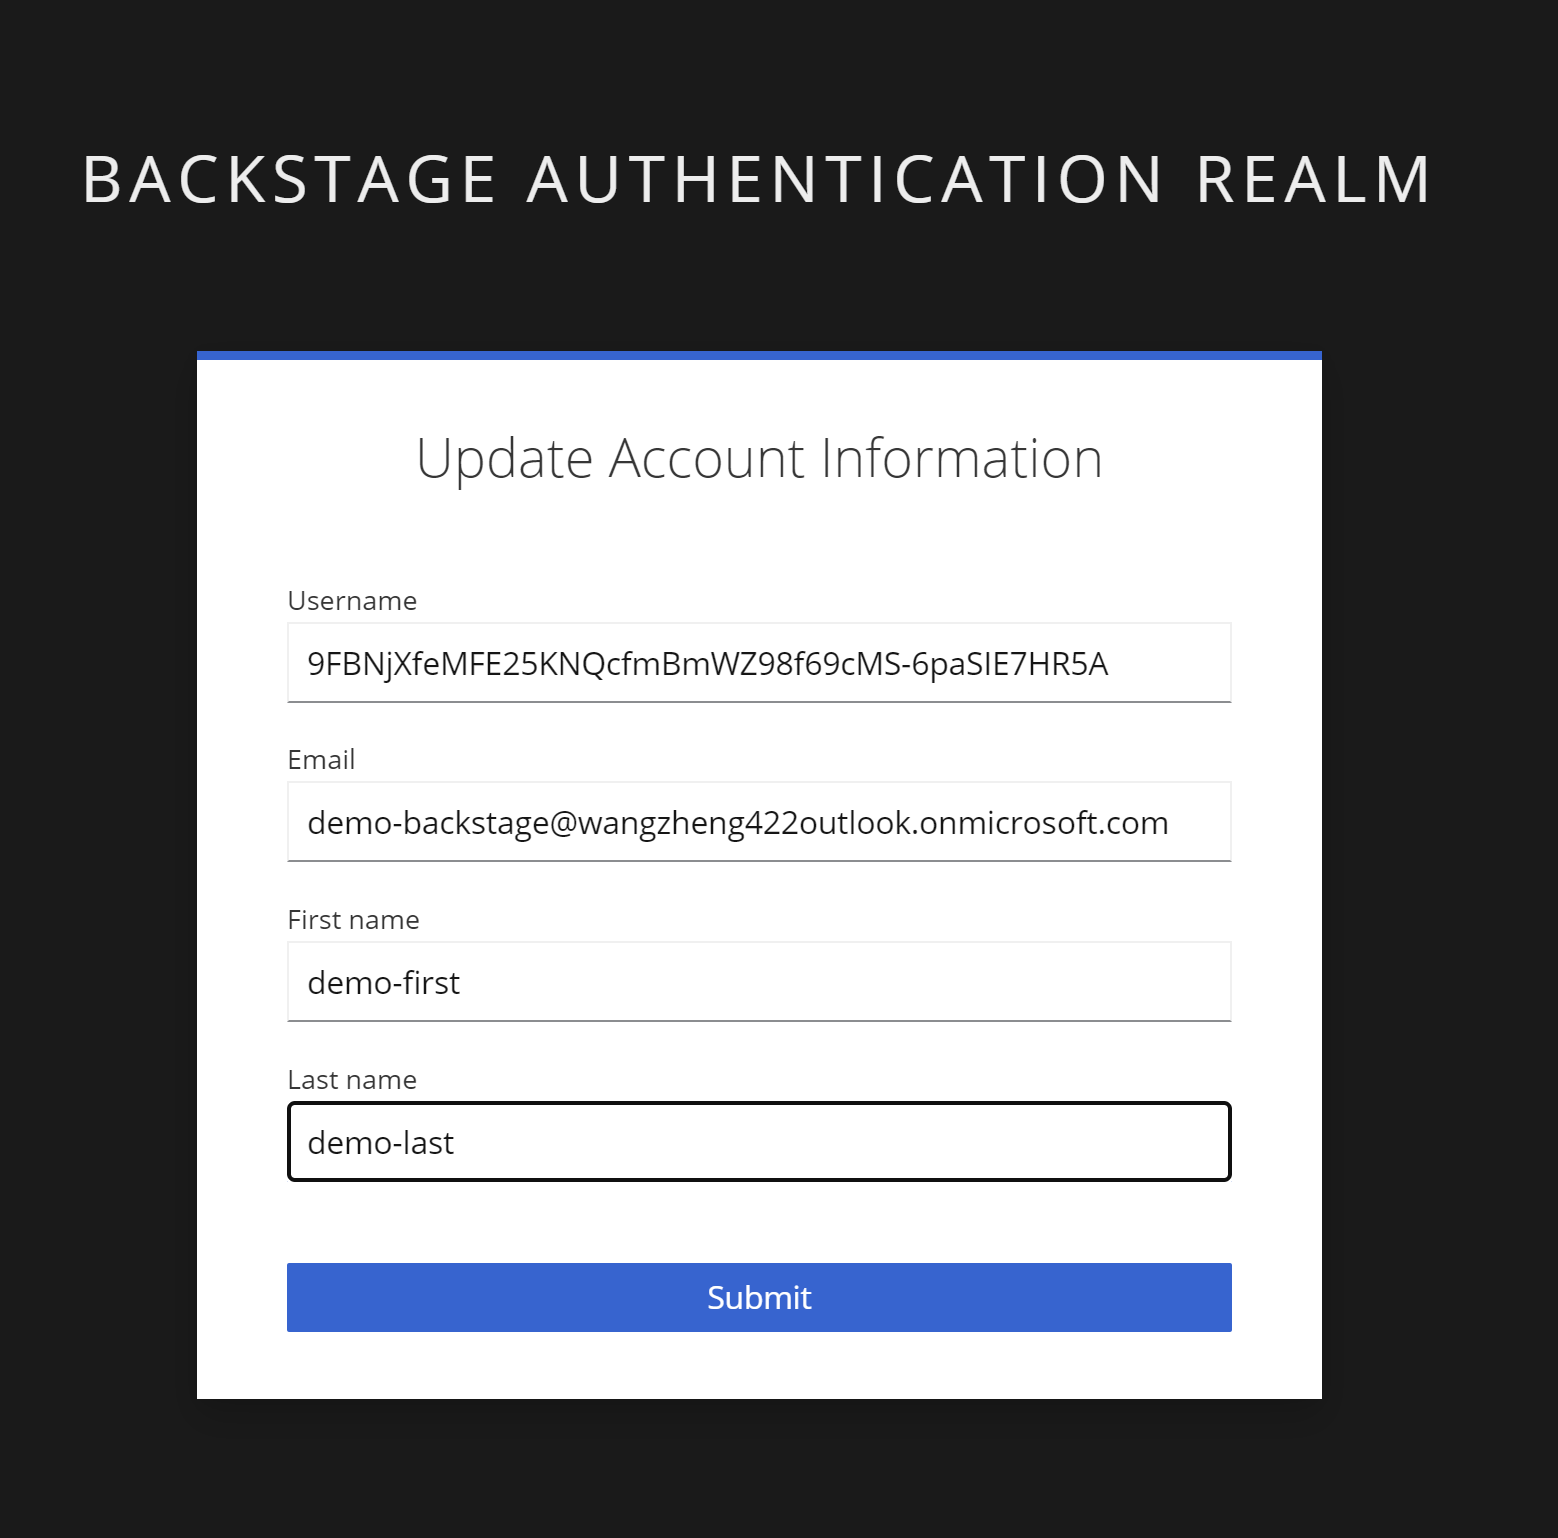 BACKSTAGE AUTHENTICATION REALM
Update Account Information
Username
9FBNjXfeMFE25KNQcfmBmWZ98f69cMS-6paSIE7HR5A
Email
demo-backstage@wangzheng422outlook.onmicrosoft.com
First name
demo-first
Last name
demo-last
Submit